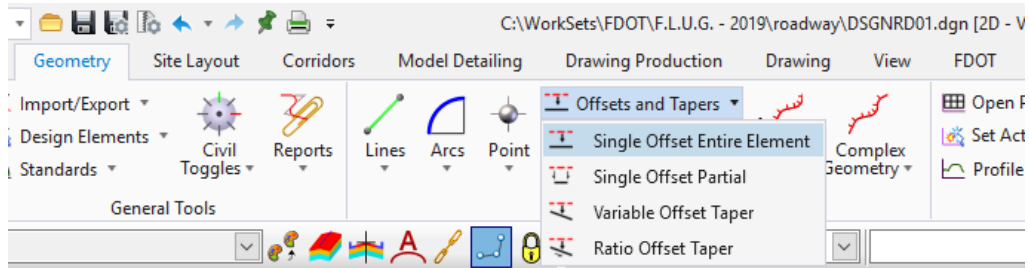 C:\WorkSets\FDOT\F.L.U.G. - 2019\roadway\DSGNRD01.dgn [2D - V
Geometry Site Layout Corridors Model Detailing Drawing Production Drawing View FDOT
Import/Export
Design Elements
Standards
Civil
Toggles
Reports
Lines
Arcs
Point
Offsets and Tapers
Single Offset Entire Element
Single Offset Partial
Variable Offset Taper
Ratio Offset Taper
Complex
Geometry
Open
Set Act
Profile
General Tools